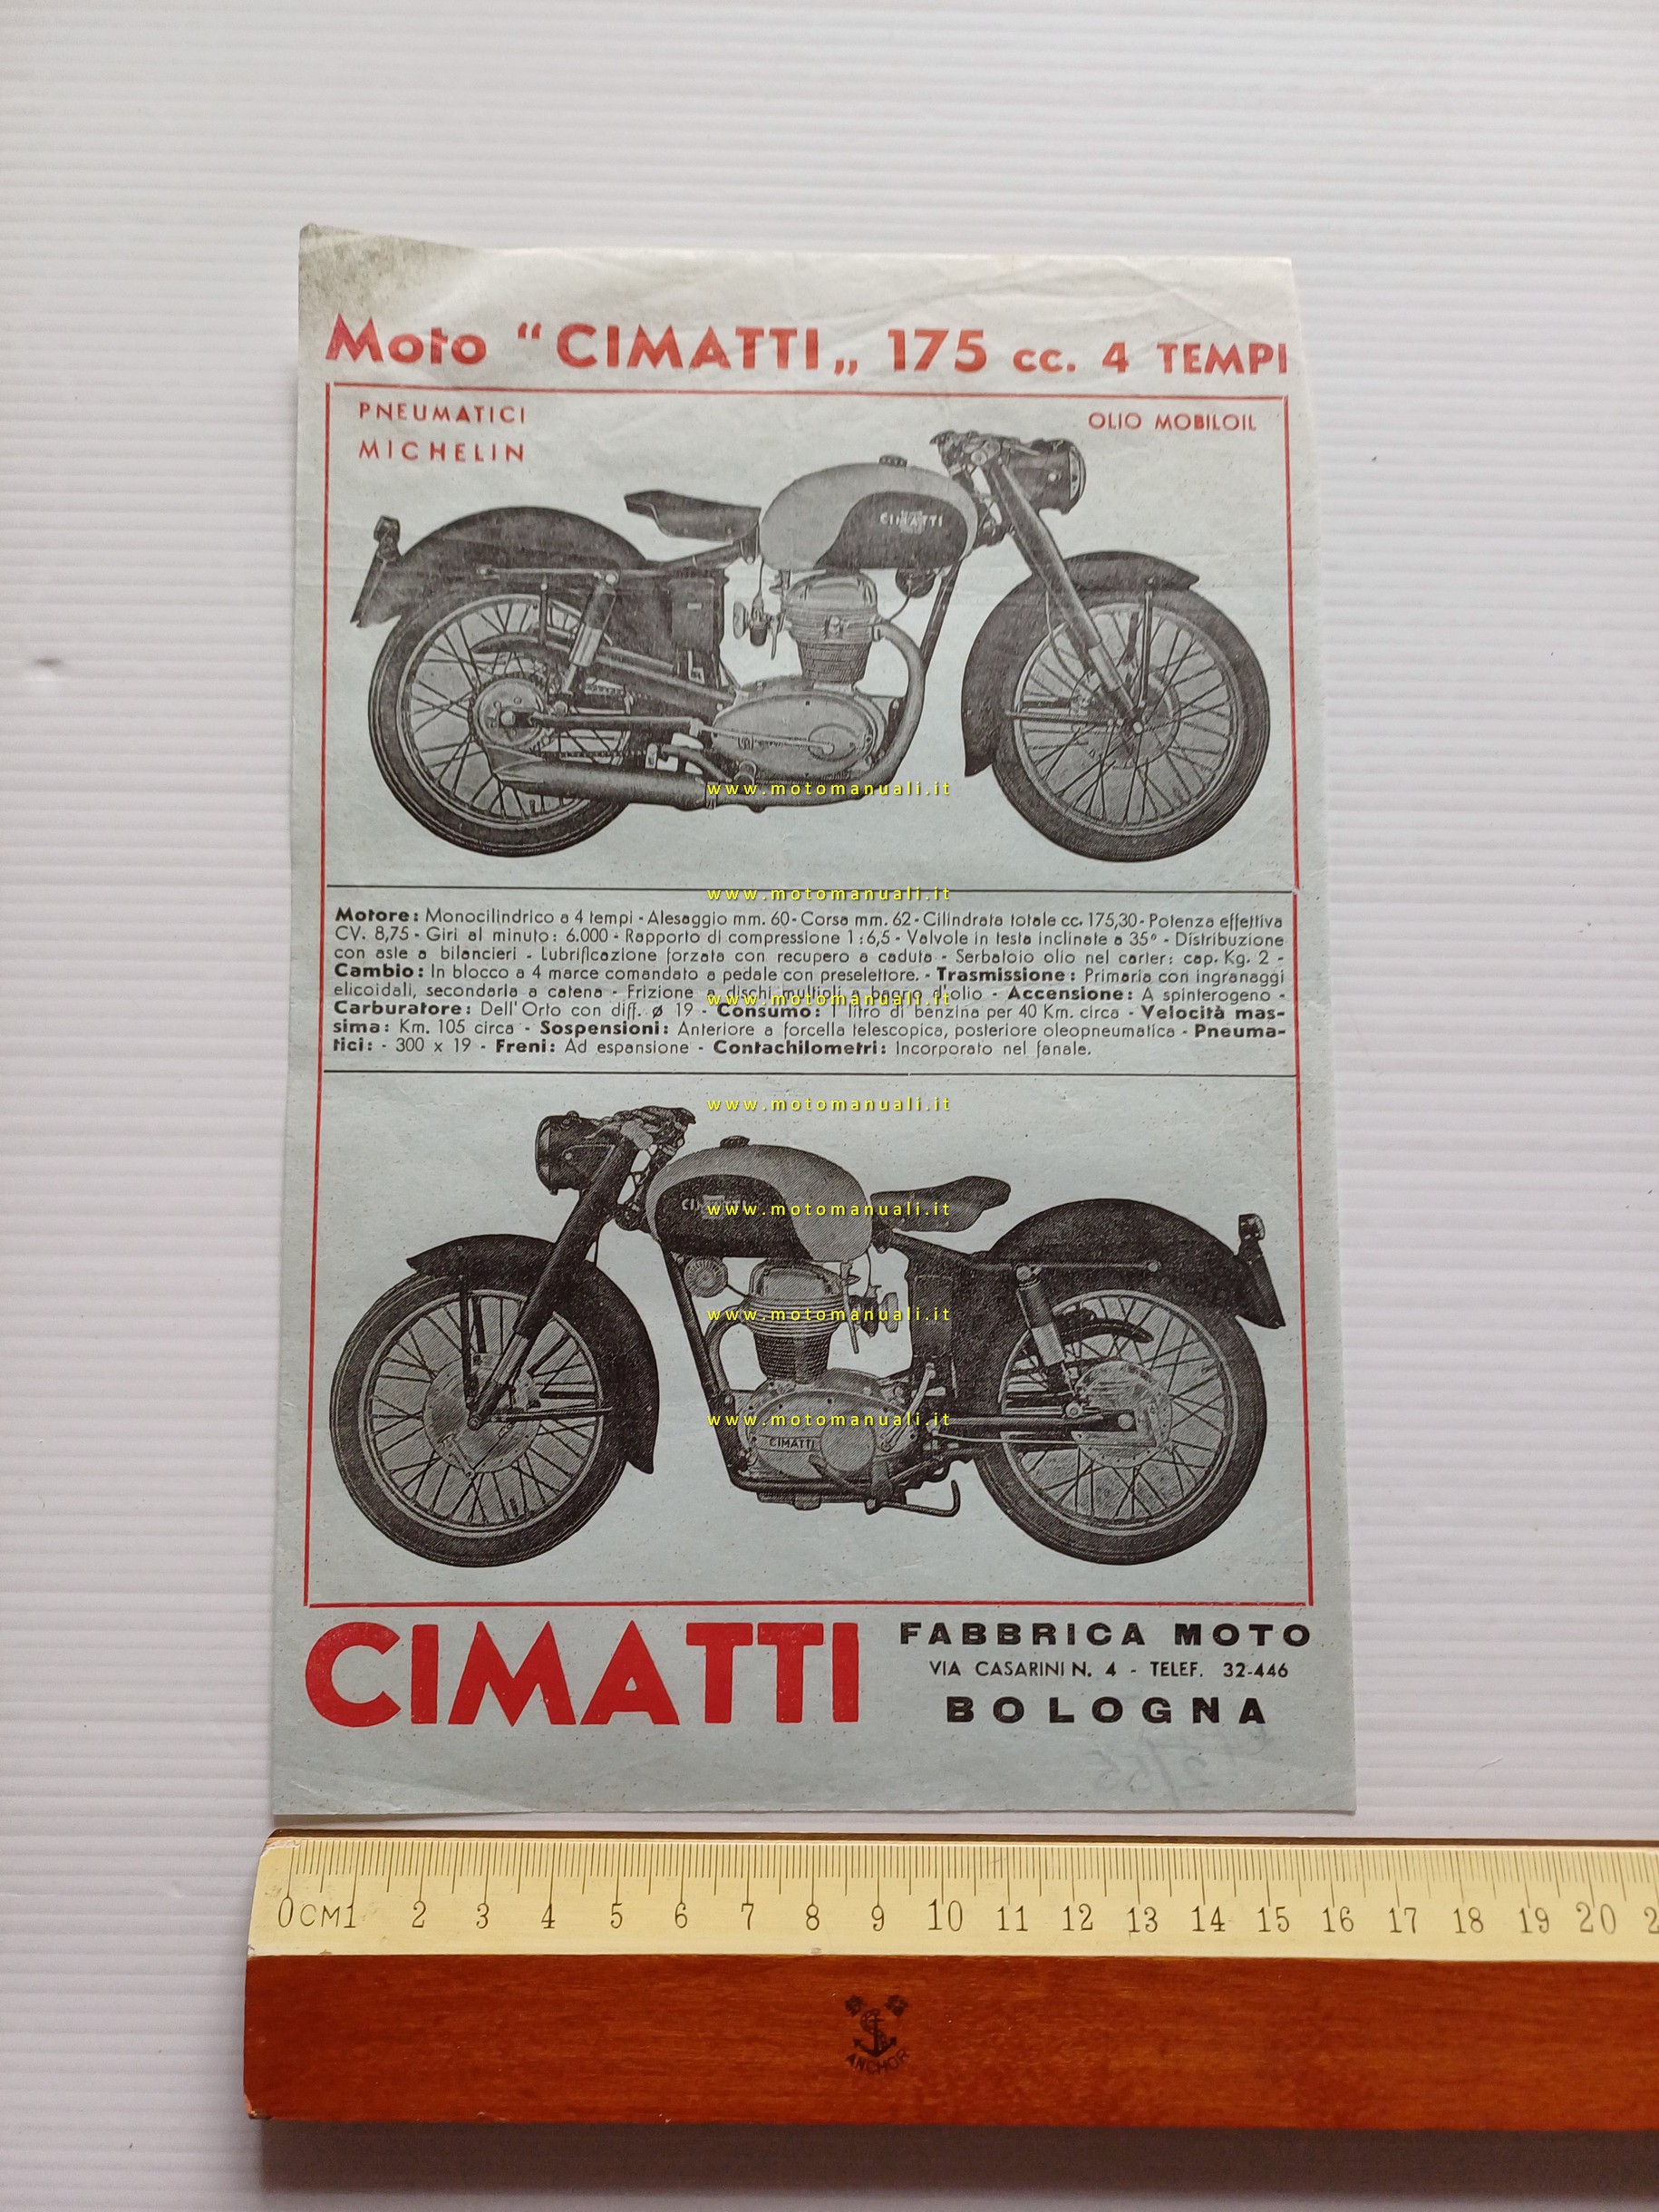 Moto “CIMATTI„ 175 cc. 4 TEMPI
PNEUMATICI
MICHELIN
OLIO MOBILOIL
CIMATTI
www.motomanuali.it
www.motomanuali.it
Motore: Monocilindrico a 4 tempi - Alesaggio mm. 60 - Corsa mm. 62 - Cilindrata totale cc. 175,30 - Potenza effettiva
CV. 8,75 - Giri al minuto: 6.000 - Rapporto di compressione 1:6,5 - Valvole in testa inclinate a 35° - Distribuzione
con aste a bilancieri - Lubrificazione forzata con recupero a caduta - Serbatoio olio nel carter: cap. Kg. 2 -
Cambio: In blocco a 4 marce comandato a pedale con preselettore. - Trasmissione: Primaria con ingranaggi
elicoidali, secondaria a catena - Frizione a dischi multipli a bagno d'olio - Accensione: A spinterogeno -
www.motomanuali.it
Carburatore: Dell'Orto con diff. ø 19 - Consumo: 1 litro di benzina per 40 Km. circa - Velocità mas-
sima: Km. 105 circa - Sospensioni: Anteriore a forcella telescopica, posteriore oleopneumatica - Pneuma-
tici: - 300 x 19 - Freni: Ad espansione - Contachilometri: Incorporato nel fanale.
www.motomanuali.it
CIMATTI
www.motomanuali.it
www.motomanuali.it
www.motomanuali.it
CIMATTI
CIMATTI
FABBRICA MOTO
VIA CASARINI N. 4 - TELEF. 32-446
BOLOGNA
0CM1 2 3 4 5 6 7 8 9 10 11 12 13 14 15 16 17 18 19 20 2
ANCHOR